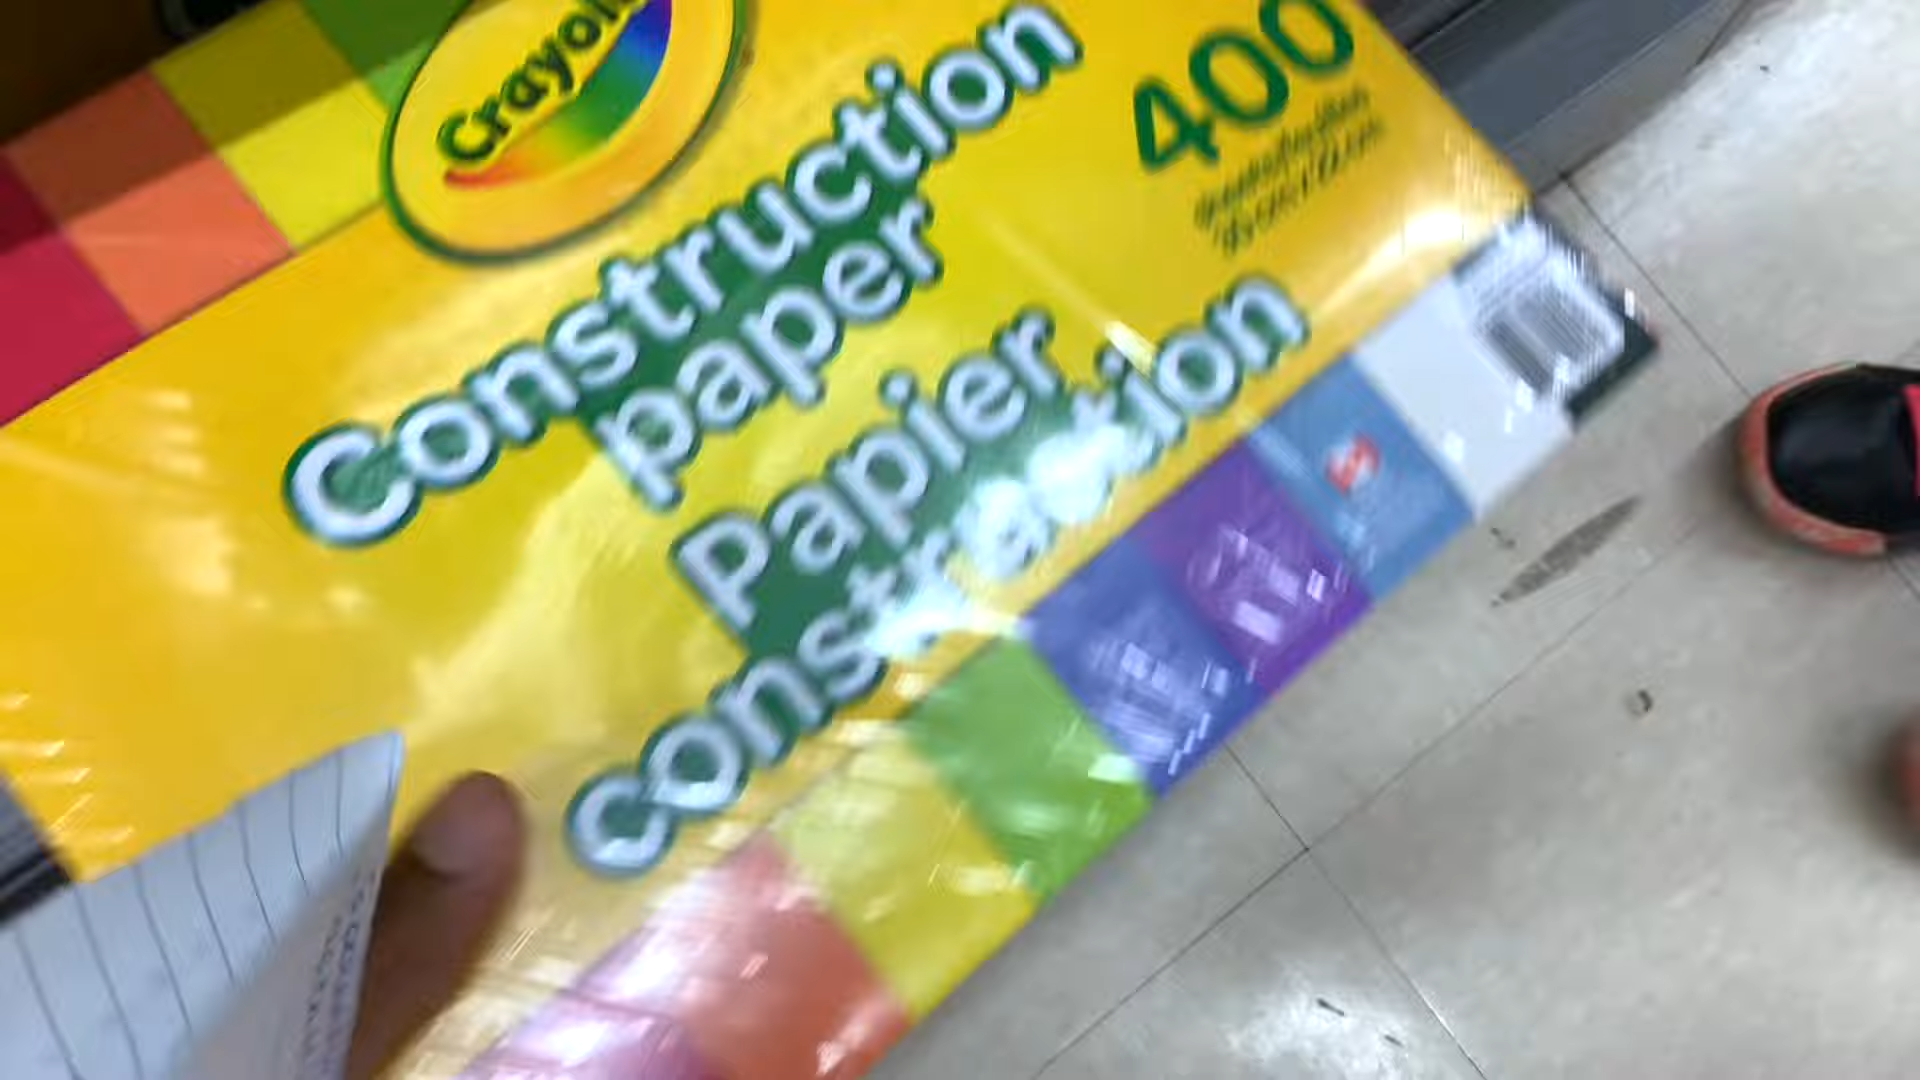 Crayola
Construction
paper
400
Papier
construction